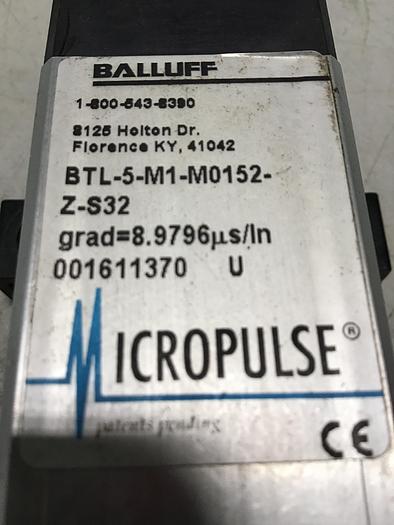 BALLUFF
1-800-543-8390
8125 Holton Dr.
Florence KY, 41042
BTL-5-M1-M0152-
Z-S32
grad=8.9796µs/In
001611370 U
MICROPULSE®
patents pending
CE